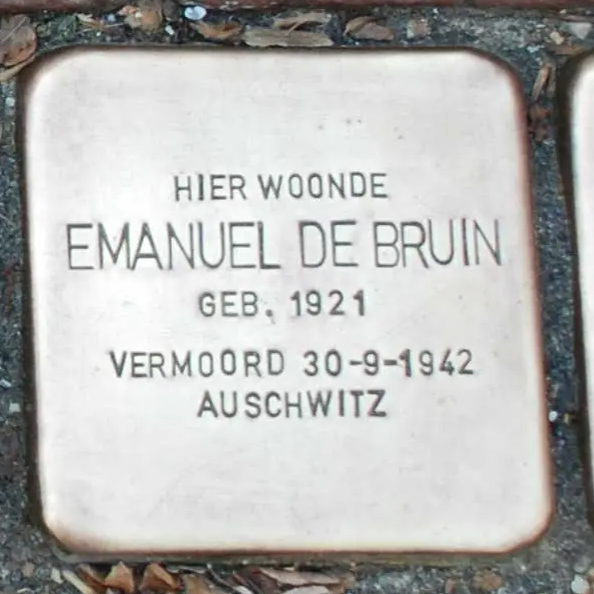 HIER WOONDE
EMANUEL DE BRUIN
GEB. 1921
VERMOORD 30-9-1942
AUSCHWITZ